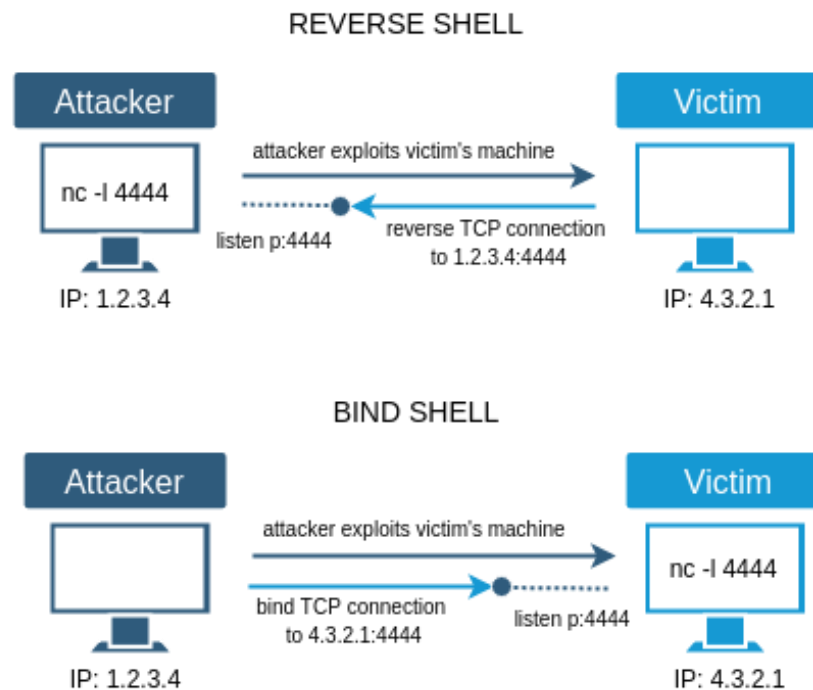 REVERSE SHELL
Attacker
Victim
attacker exploits victim's machine
nc -l 4444
listen p:4444
reverse TCP connection
to 1.2.3.4:4444
IP: 1.2.3.4
IP: 4.3.2.1
BIND SHELL
Attacker
Victim
attacker exploits victim's machine
nc -l 4444
bind TCP connection
to 4.3.2.1:4444
listen p:4444
IP: 1.2.3.4
IP: 4.3.2.1